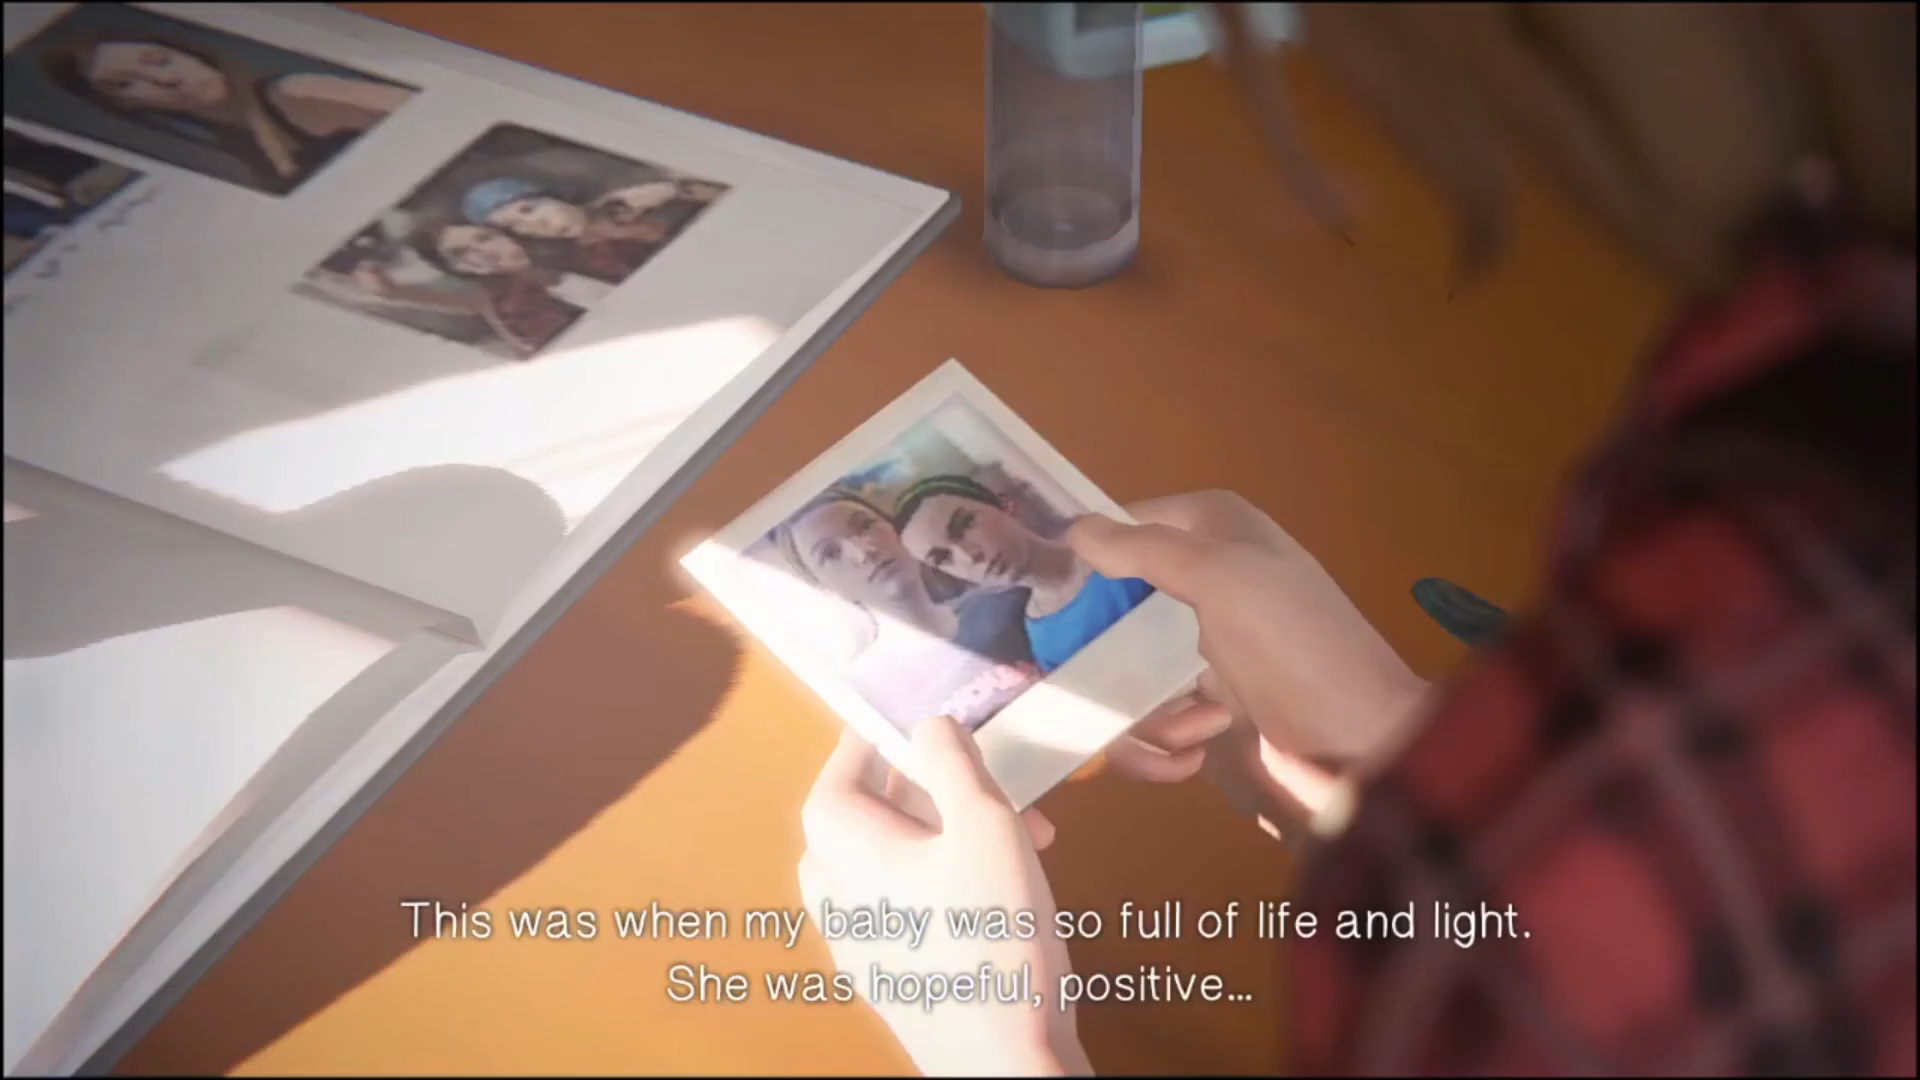 This was when my baby was so full of life and light.
She was hopeful, positive...